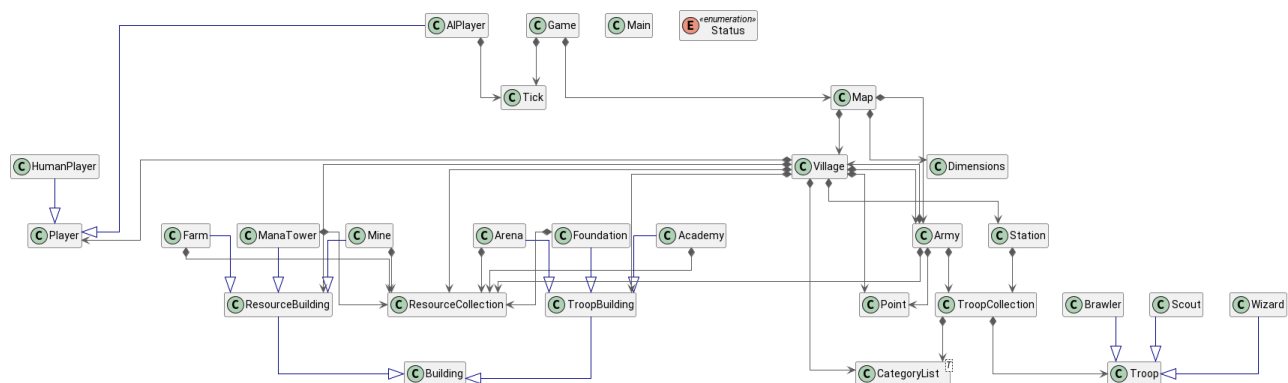 C AIPlayer
C Game
C Main
E «enumeration»
Status
C Tick
C Map
C HumanPlayer
C Village
C Dimensions
C Player
C Farm
C ManaTower
C Mine
C Arena
C Foundation
C Academy
C Army
C Station
C ResourceBuilding
C ResourceCollection
C TroopBuilding
C Point
C TroopCollection
C Brawler
C Scout
C Wizard
C Building
C CategoryList
T
C Troop